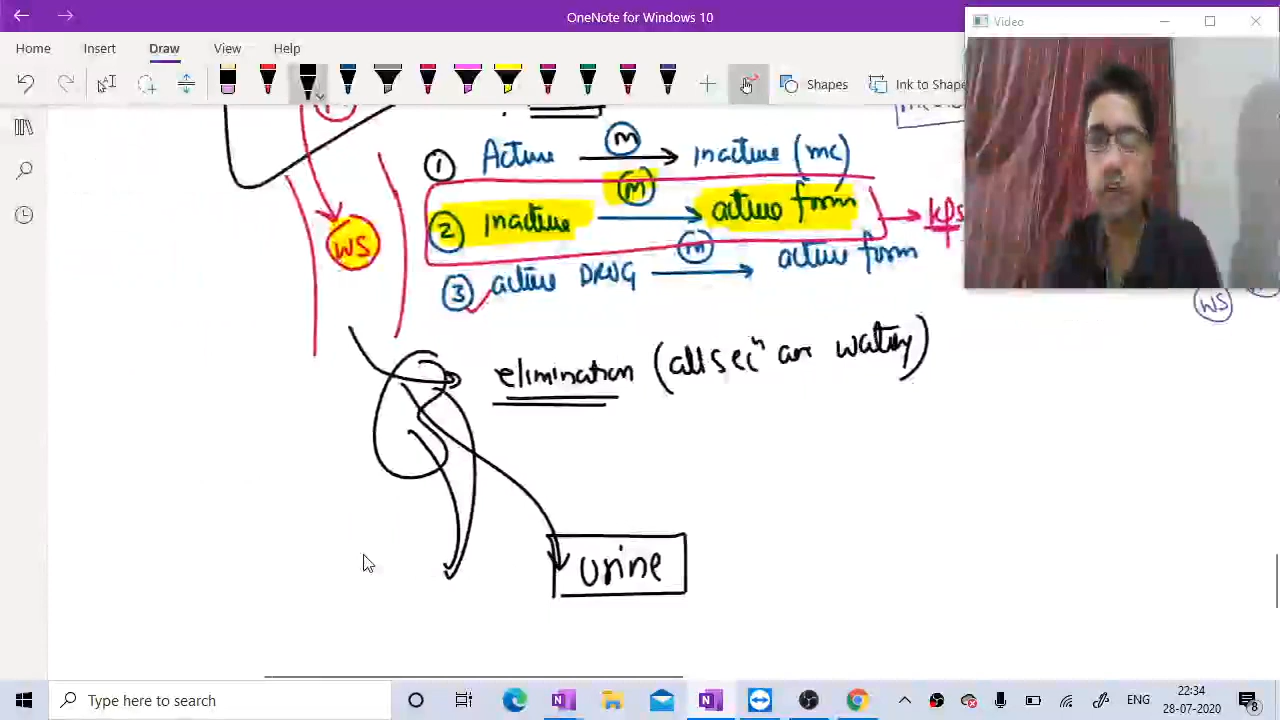 OneNote for Windows 10
Video
Home Insert Draw View Help
Shapes
Ink to Shape
① Active (m) → inactive (mc)
② inactive (m) → active form → kps
③ active DRUG (m) → active form
WS
WS
elimination (all secⁿ are watery)
urine
Type here to search
ENG
22:34
28-07-2020
8